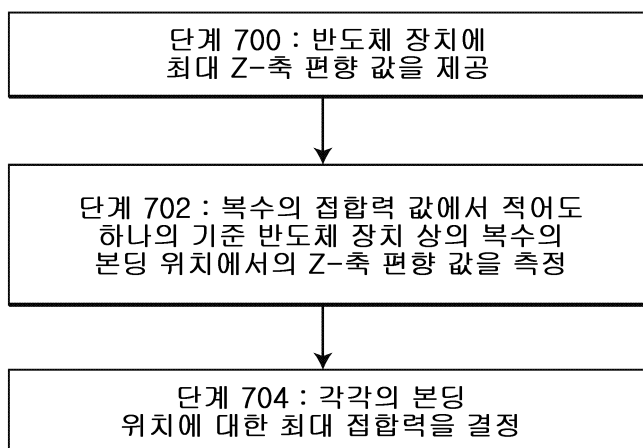 단계 700 : 반도체 장치에
최대 Z-축 편향 값을 제공
단계 702 : 복수의 접합력 값에서 적어도
하나의 기준 반도체 장치 상의 복수의
본딩 위치에서의 Z-축 편향 값을 측정
단계 704 : 각각의 본딩
위치에 대한 최대 접합력을 결정